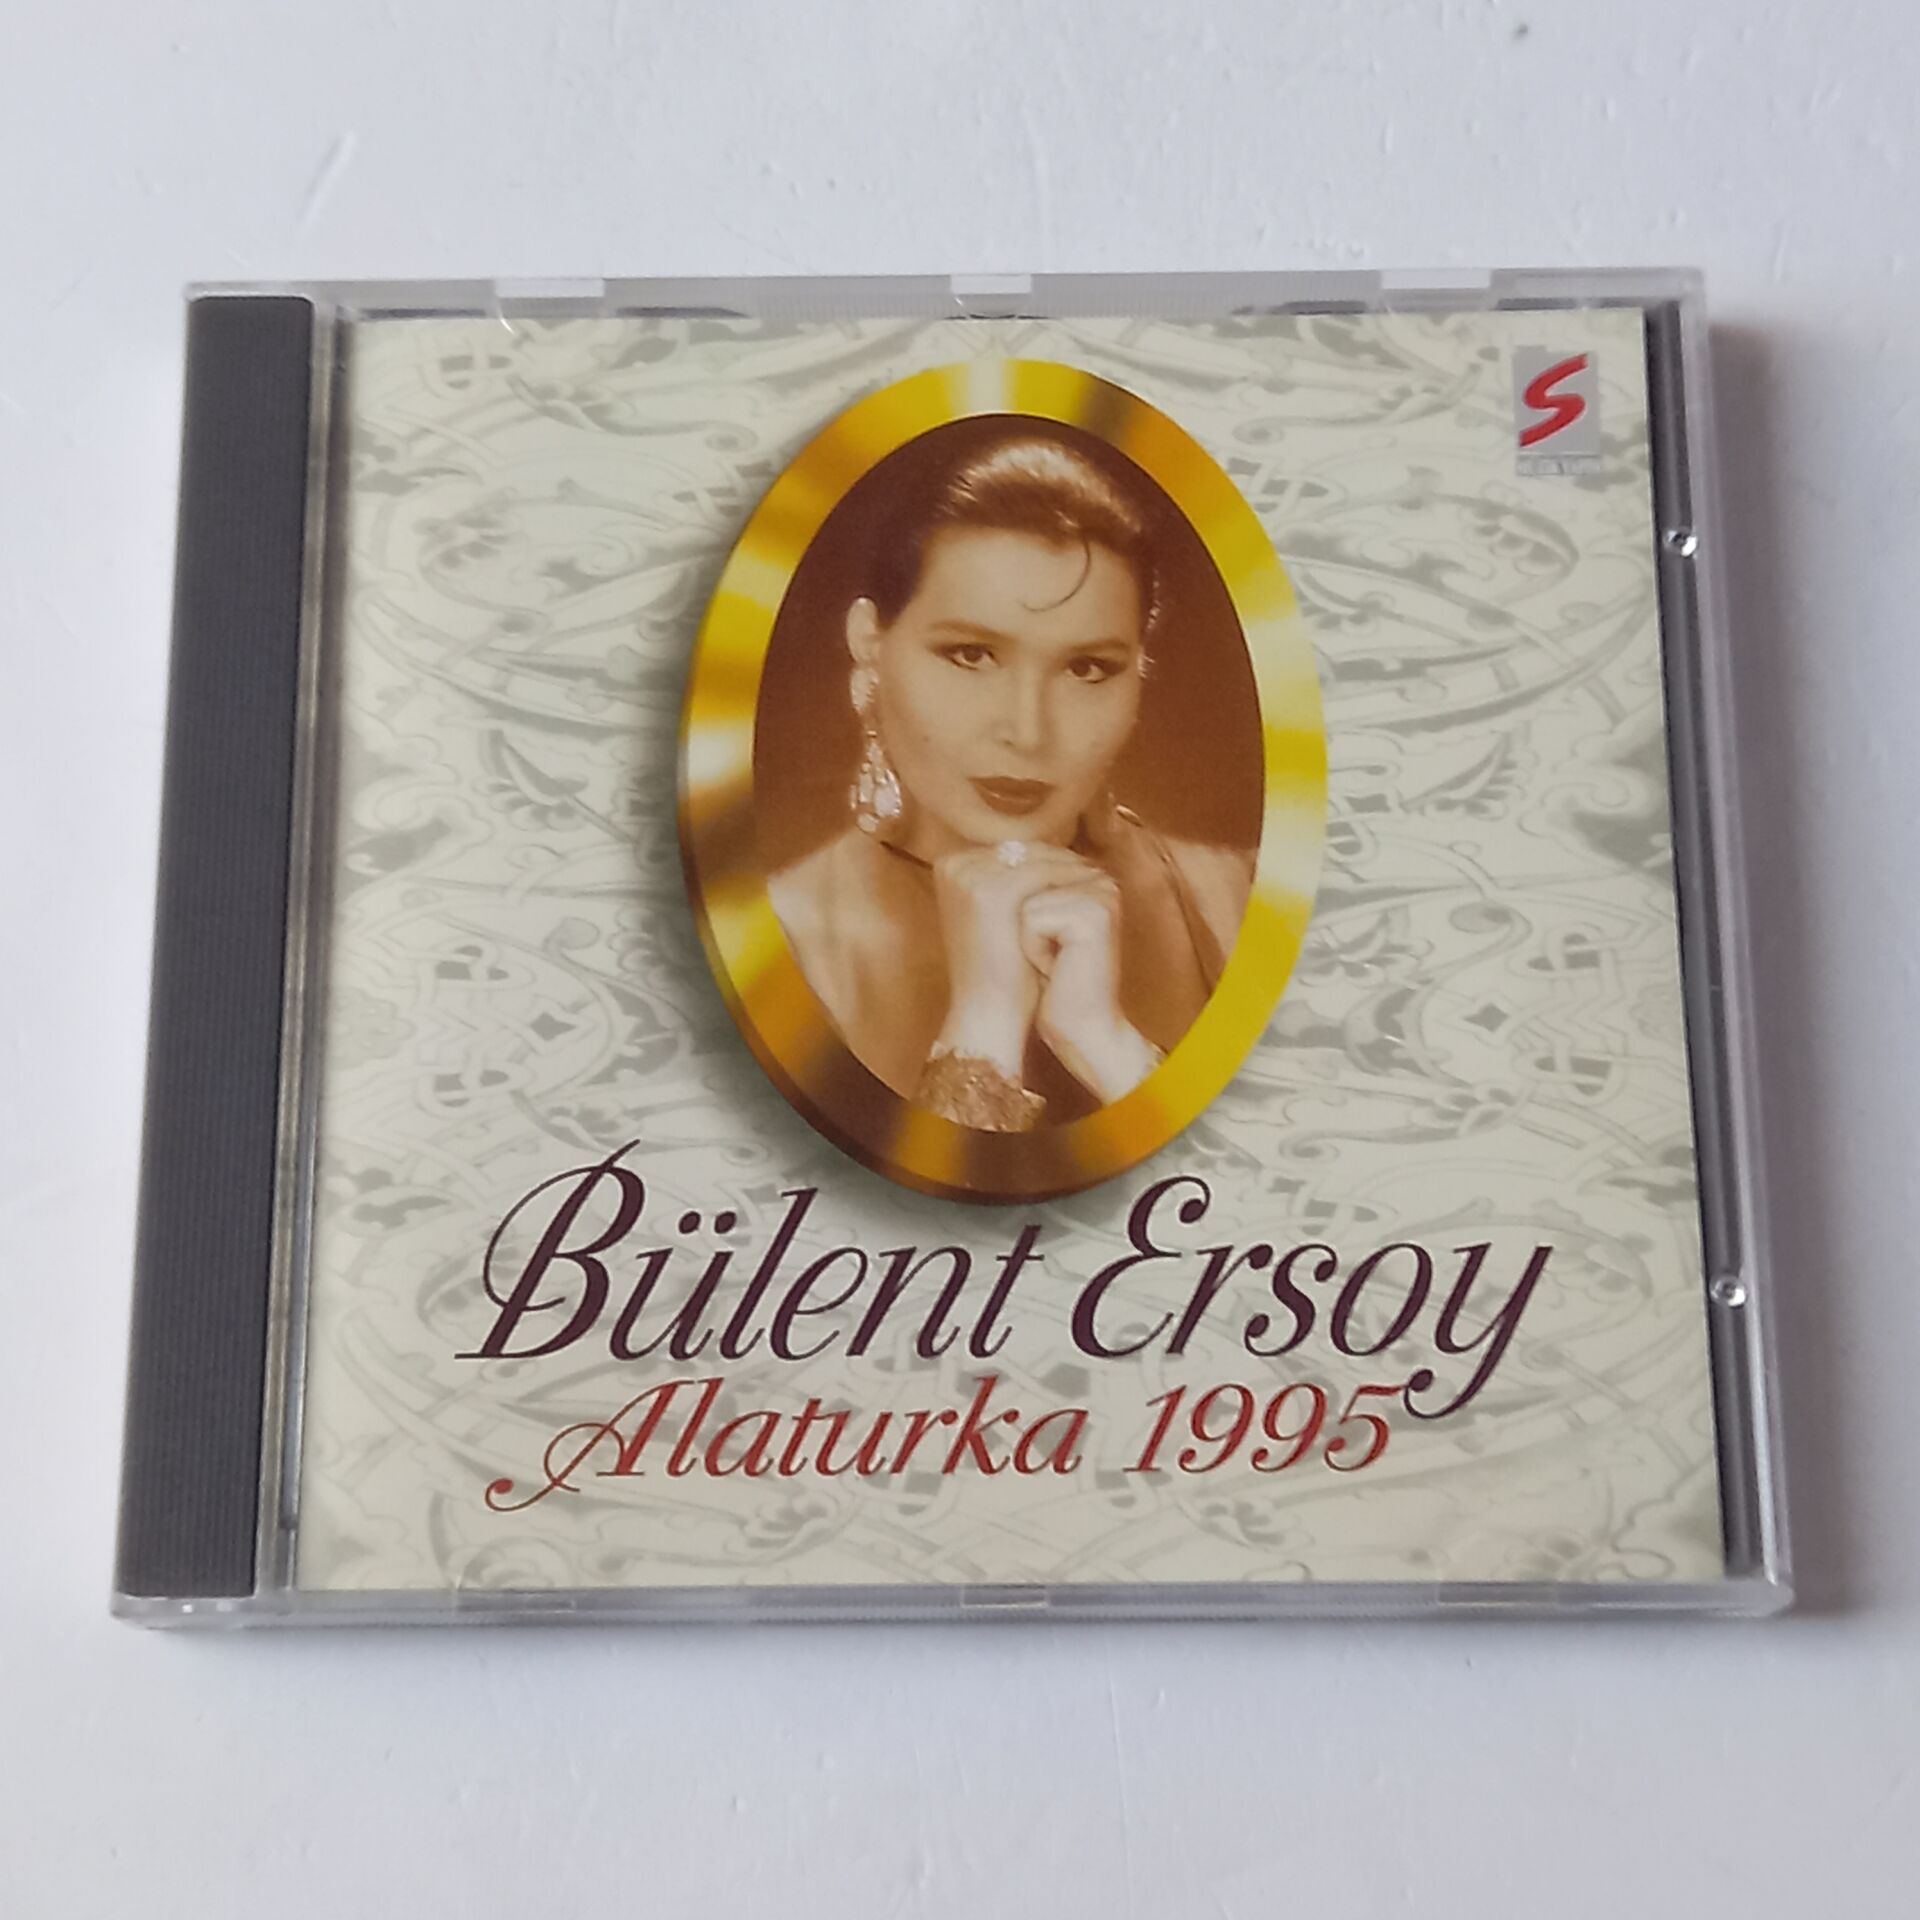 S
Bülent Ersoy
Alaturka 1995